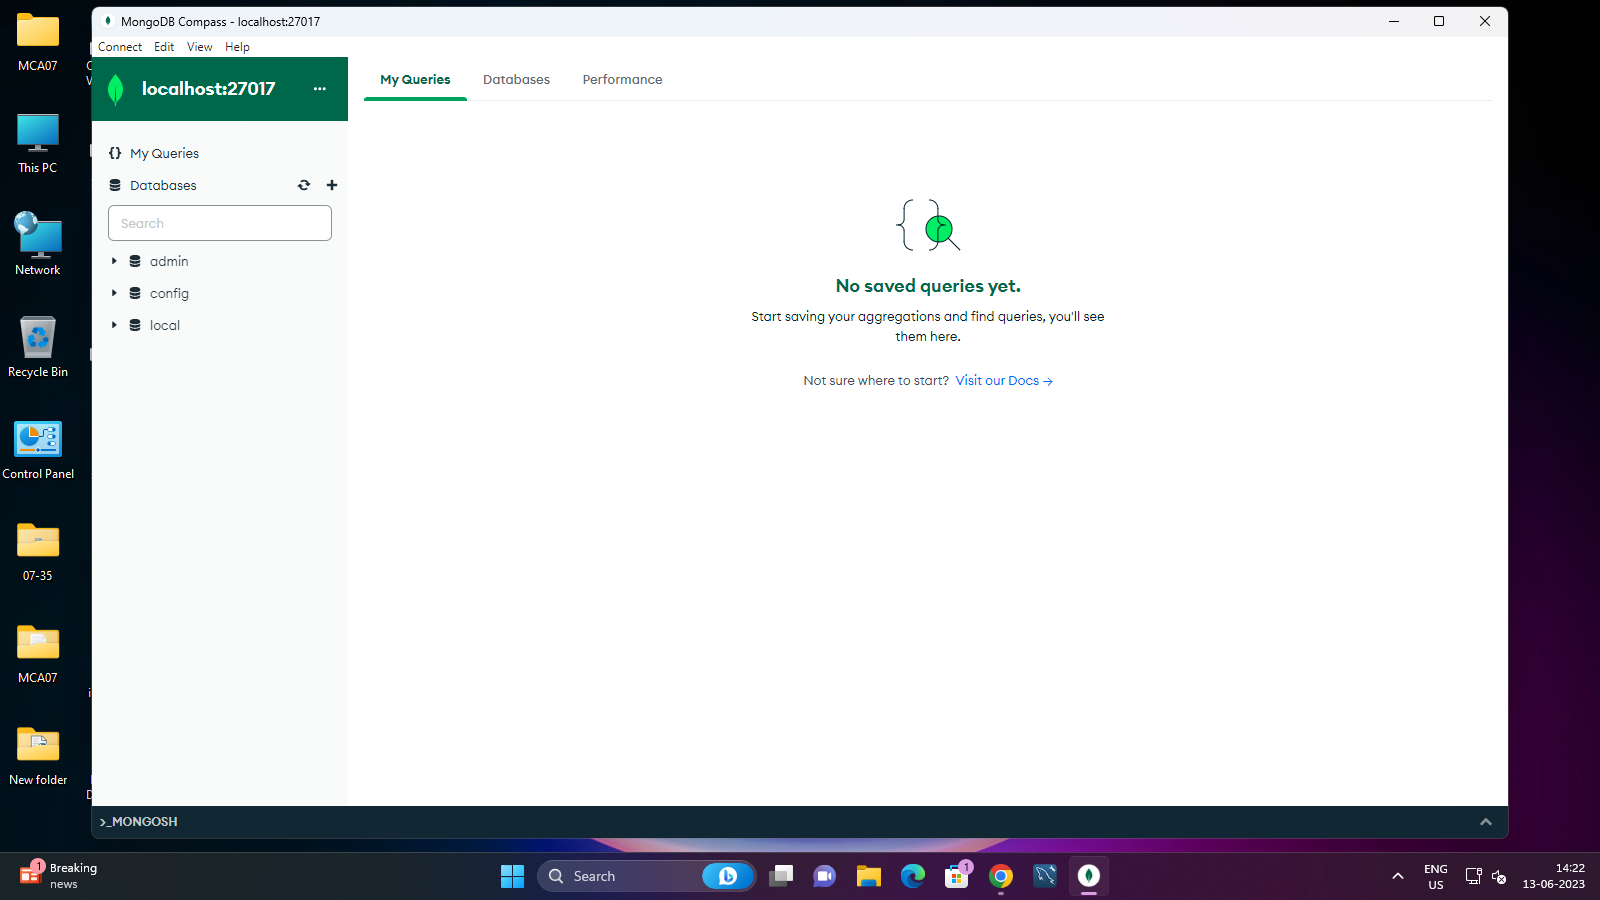 MCA07
This PC
Network
Recycle Bin
Control Panel
07-35
MCA07
New folder
MongoDB Compass - localhost:27017
Connect Edit View Help
localhost:27017 ...
{} My Queries
Databases
Search
admin
config
local
My Queries Databases Performance
No saved queries yet.
Start saving your aggregations and find queries, you'll see
them here.
Not sure where to start? Visit our Docs →
>_MONGOSH
1
Breaking
news
Search
1
ENG
US
14:22
13-06-2023